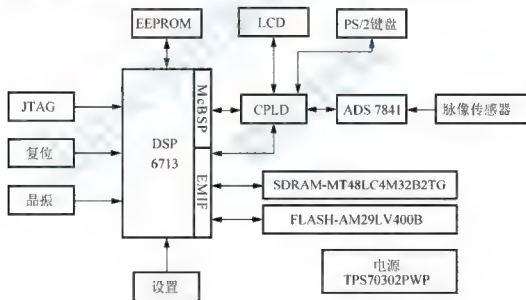 EEPROM
LCD
PS/2键盘
JTAG
复位
晶振
DSP
6713
McBSP
EMIF
CPLD
ADS 7841
脉像传感器
SDRAM-MT48LC4M32B2TG
FLASH-AM29LV400B
设置
电源
TPS70302PWP